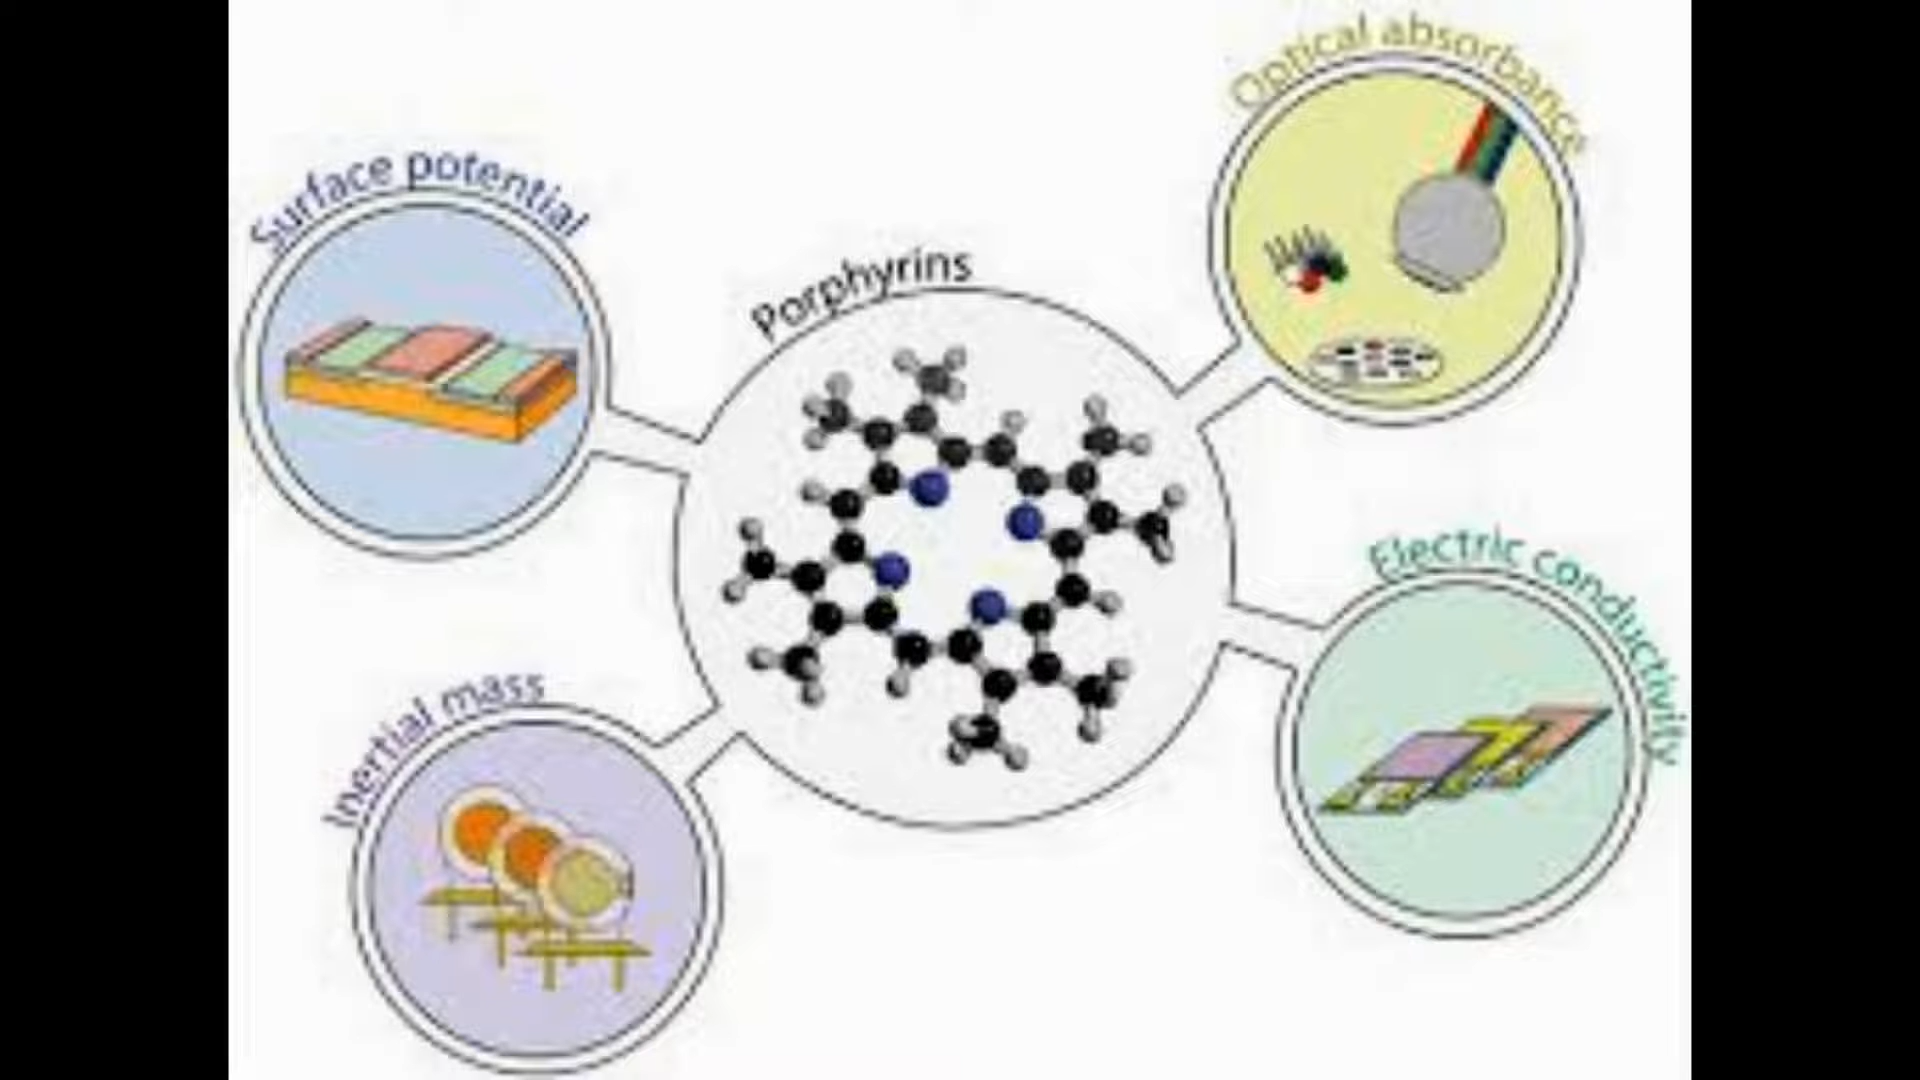 Optical absorbance
Surface potential
Porphyrins
Electric conductivity
Inertial mass